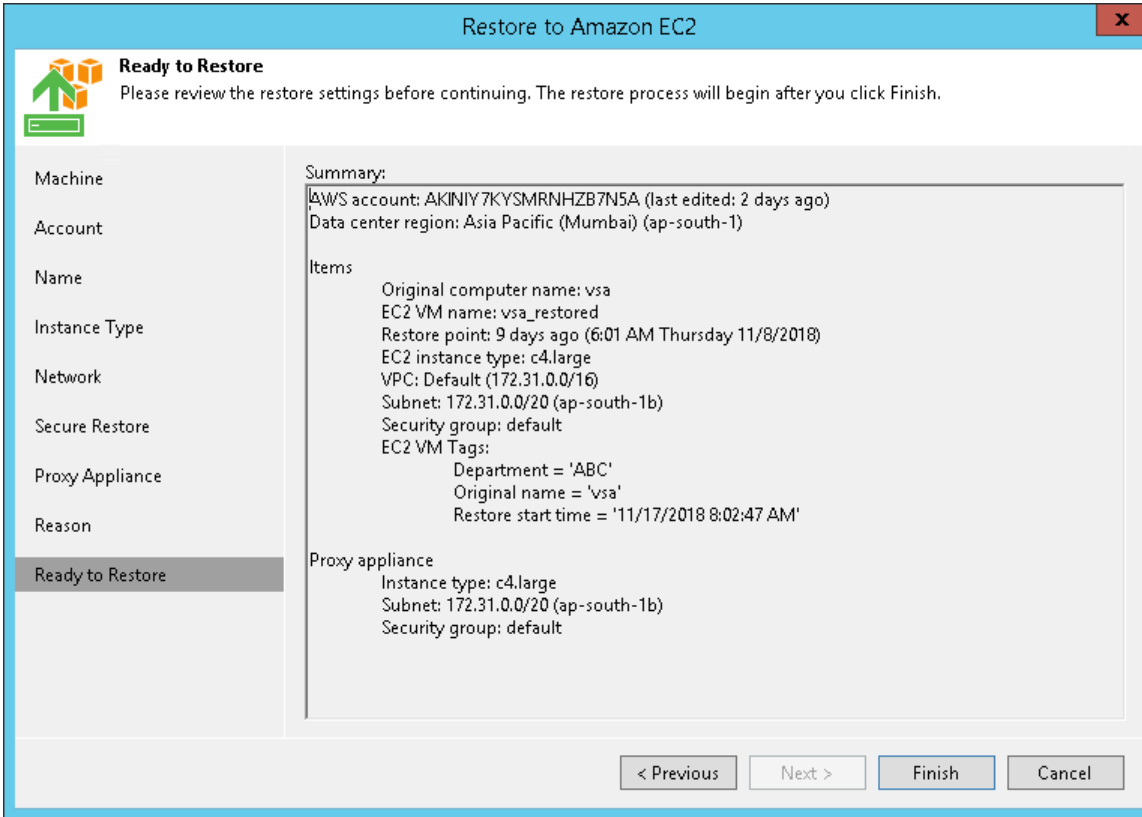 Restore to Amazon EC2
x
Ready to Restore
Please review the restore settings before continuing. The restore process will begin after you click Finish.
Machine
Account
Name
Instance Type
Network
Secure Restore
Proxy Appliance
Reason
Ready to Restore
Summary:
AWS account: AKINIY7KYSMRNHZB7N5A (last edited: 2 days ago)
Data center region: Asia Pacific (Mumbai) (ap-south-1)
Items
Original computer name: vsa
EC2 VM name: vsa_restored
Restore point: 9 days ago (6:01 AM Thursday 11/8/2018)
EC2 instance type: c4.large
VPC: Default (172.31.0.0/16)
Subnet: 172.31.0.0/20 (ap-south-1b)
Security group: default
EC2 VM Tags:
Department = 'ABC'
Original name = 'vsa'
Restore start time = '11/17/2018 8:02:47 AM'
Proxy appliance
Instance type: c4.large
Subnet: 172.31.0.0/20 (ap-south-1b)
Security group: default
< Previous
Next >
Finish
Cancel